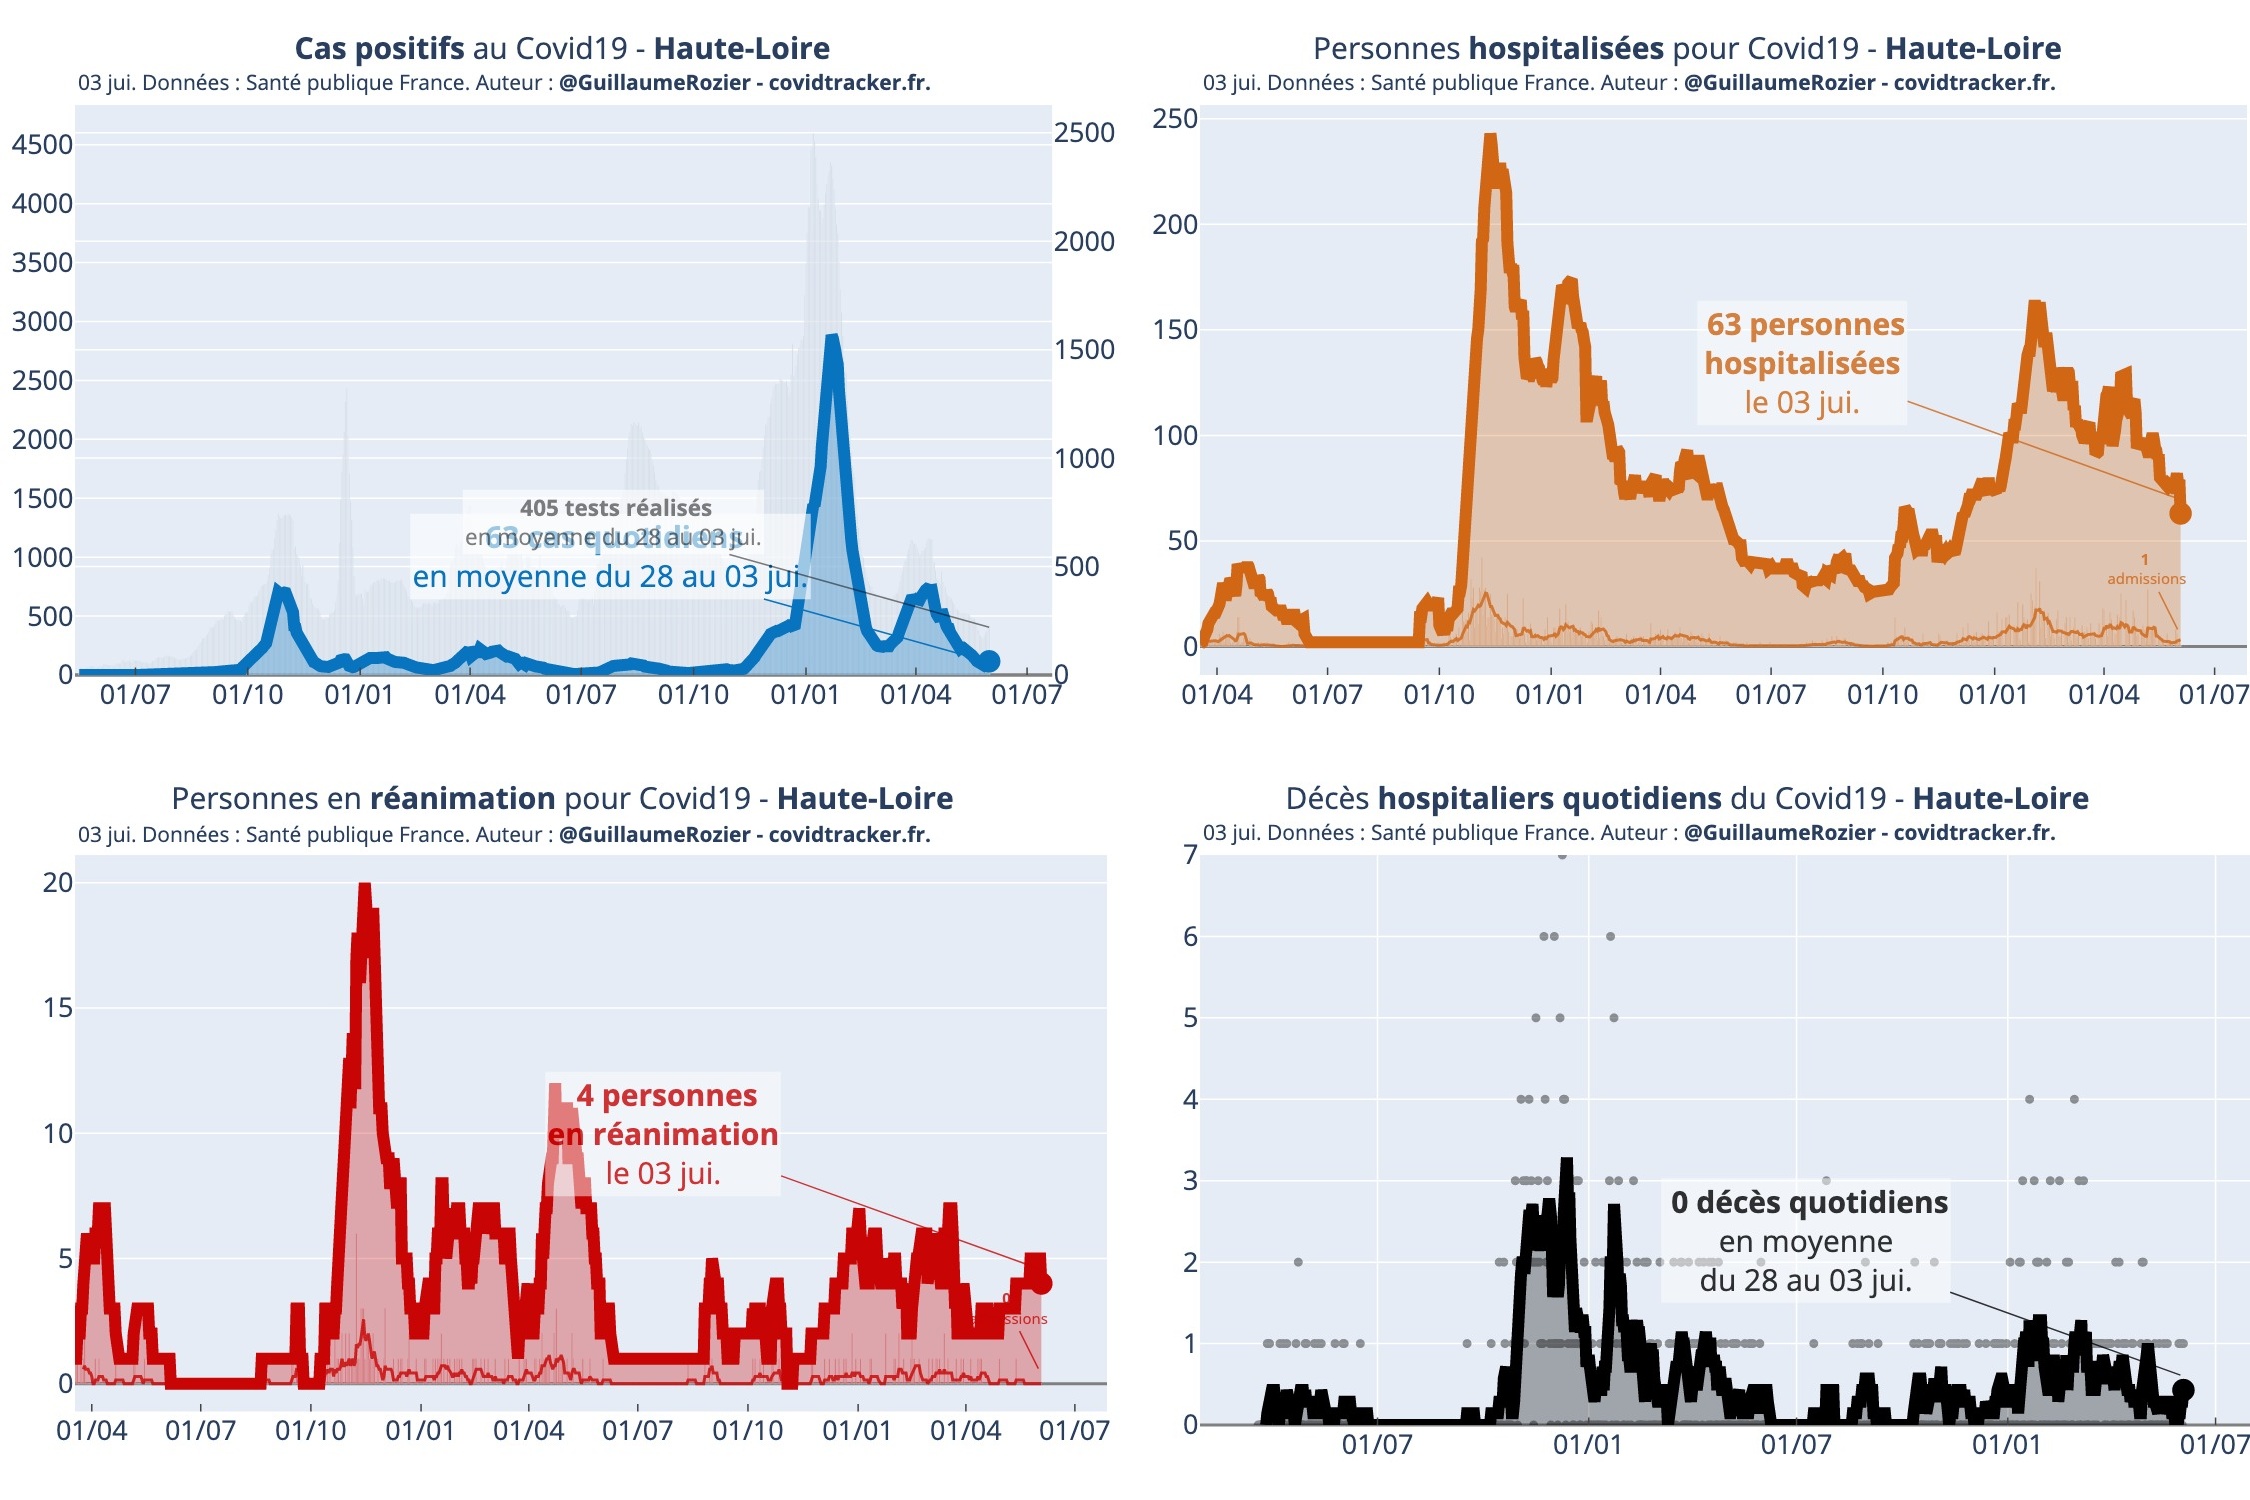 Cas positifs au Covid19 - Haute-Loire
03 jui. Données : Santé publique France. Auteur : @GuillaumeRozier - covidtracker.fr.
4500
4000
3500
3000
2500
2000
1500
1000
500
0
2500
2000
1500
1000
500
0
405 tests réalisés
en moyenne du 28 au 03 jui.
63 cas quotidiens
en moyenne du 28 au 03 jui.
01/07 01/10 01/01 01/04 01/07 01/10 01/01 01/04 01/07
Personnes hospitalisées pour Covid19 - Haute-Loire
03 jui. Données : Santé publique France. Auteur : @GuillaumeRozier - covidtracker.fr.
250
200
150
100
50
0
63 personnes
hospitalisées
le 03 jui.
1
admissions
01/04 01/07 01/10 01/01 01/04 01/07 01/10 01/01 01/04 01/07
Personnes en réanimation pour Covid19 - Haute-Loire
03 jui. Données : Santé publique France. Auteur : @GuillaumeRozier - covidtracker.fr.
20
15
10
5
0
4 personnes
en réanimation
le 03 jui.
01/04 01/07 01/10 01/01 01/04 01/07 01/10 01/01 01/04 01/07
Décès hospitaliers quotidiens du Covid19 - Haute-Loire
03 jui. Données : Santé publique France. Auteur : @GuillaumeRozier - covidtracker.fr.
7
6
5
4
3
2
1
0
0 décès quotidiens
en moyenne
du 28 au 03 jui.
01/07 01/01 01/07 01/01 01/07